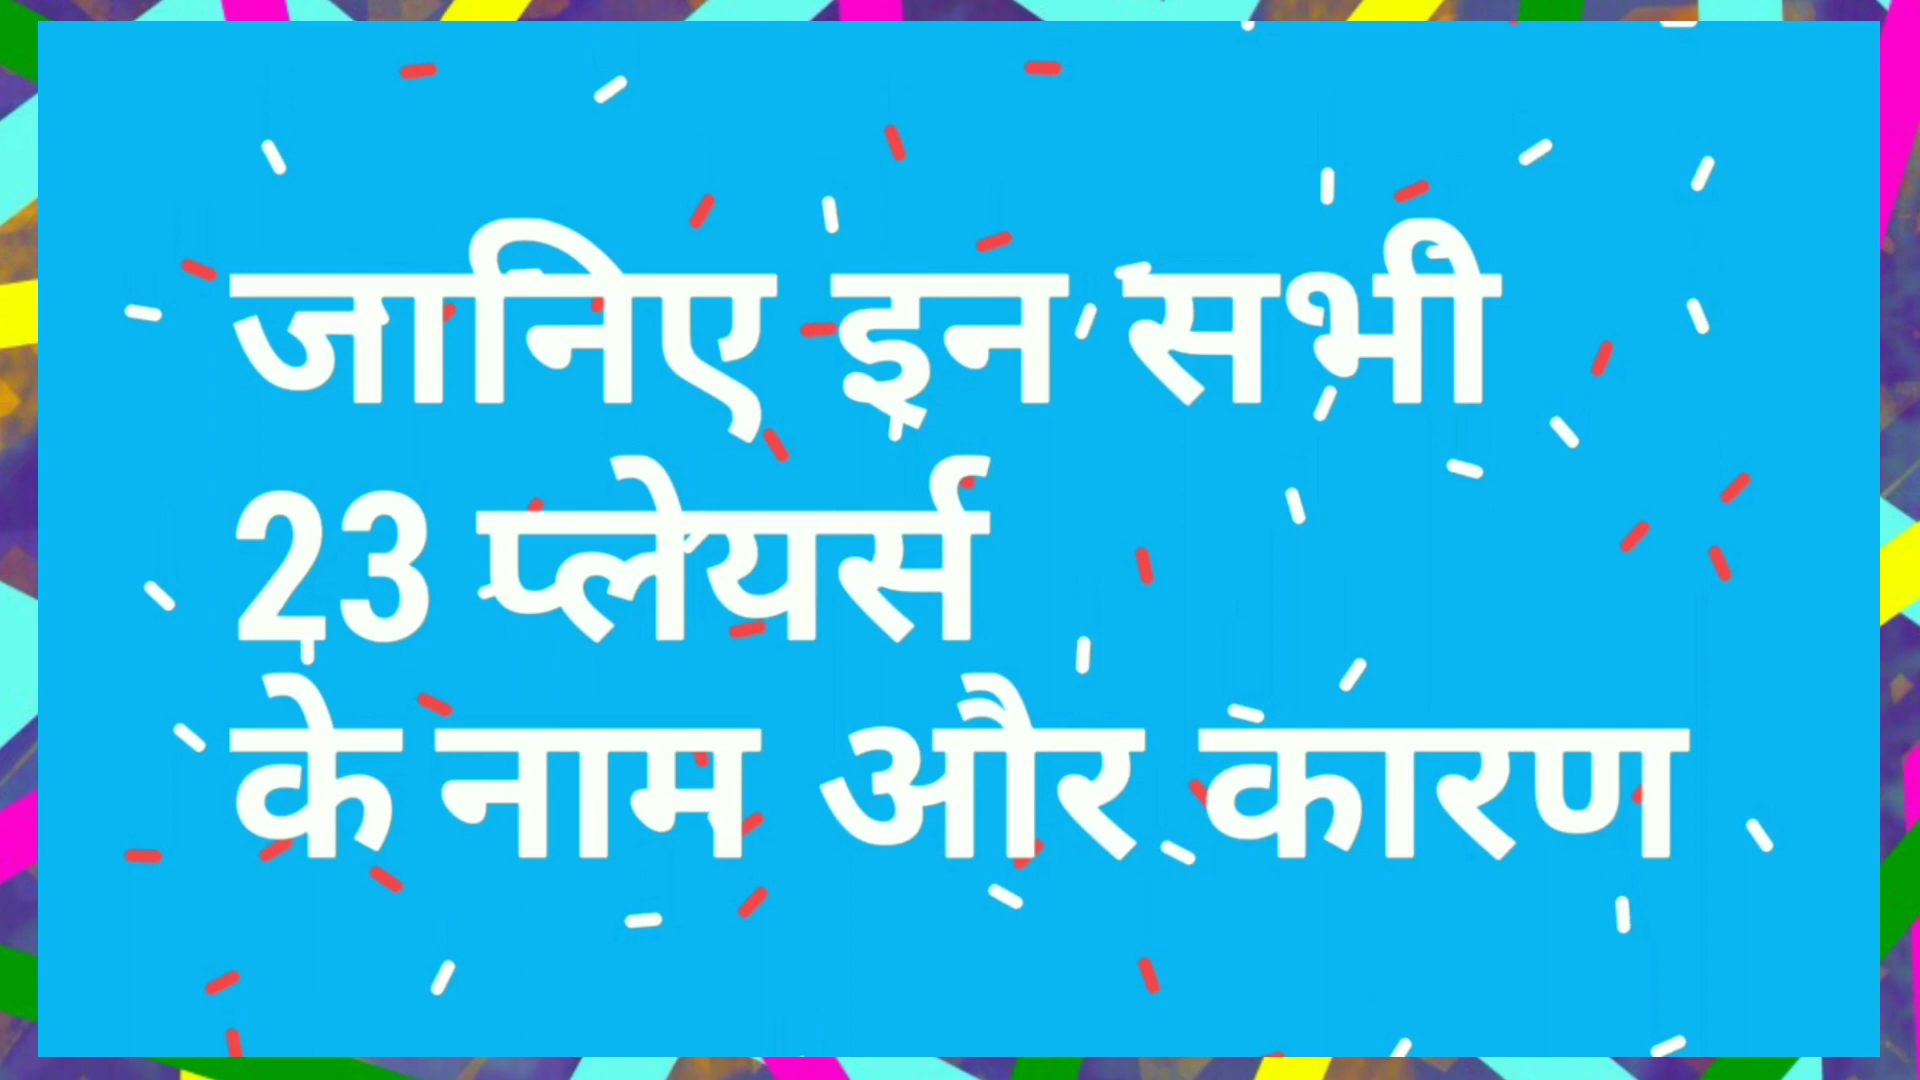 जानिए इन सभी
23 प्लेयर्स
के नाम और कारण